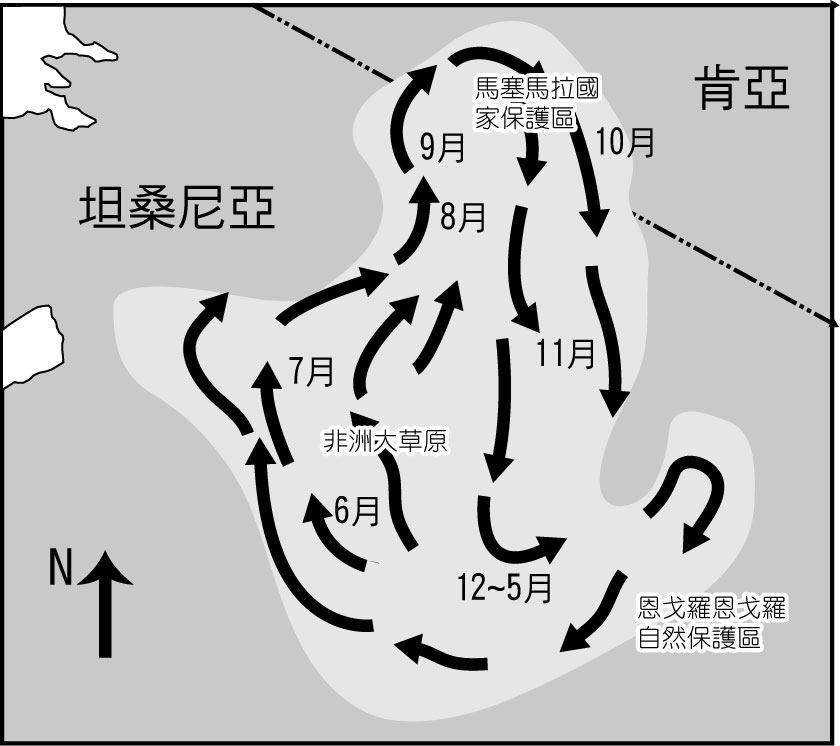 肯亞
馬塞馬拉國
家保護區
9月
10月
坦桑尼亞
8月
11月
7月
非洲大草原
6月
N
12~5月
恩戈羅恩戈羅
自然保護區